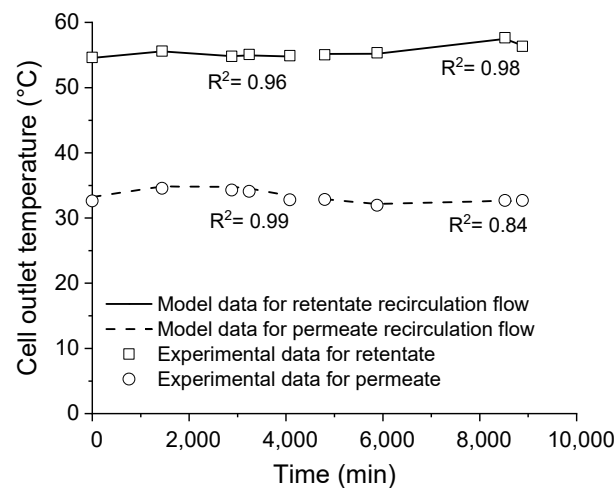 Cell outlet temperature (°C)
60
50
40
30
20
10
0
R²= 0.96
R²= 0.98
R²= 0.99
R²= 0.84
Model data for retentate recirculation flow
Model data for permeate recirculation flow
Experimental data for retentate
Experimental data for permeate
0 2,000 4,000 6,000 8,000 10,000
Time (min)